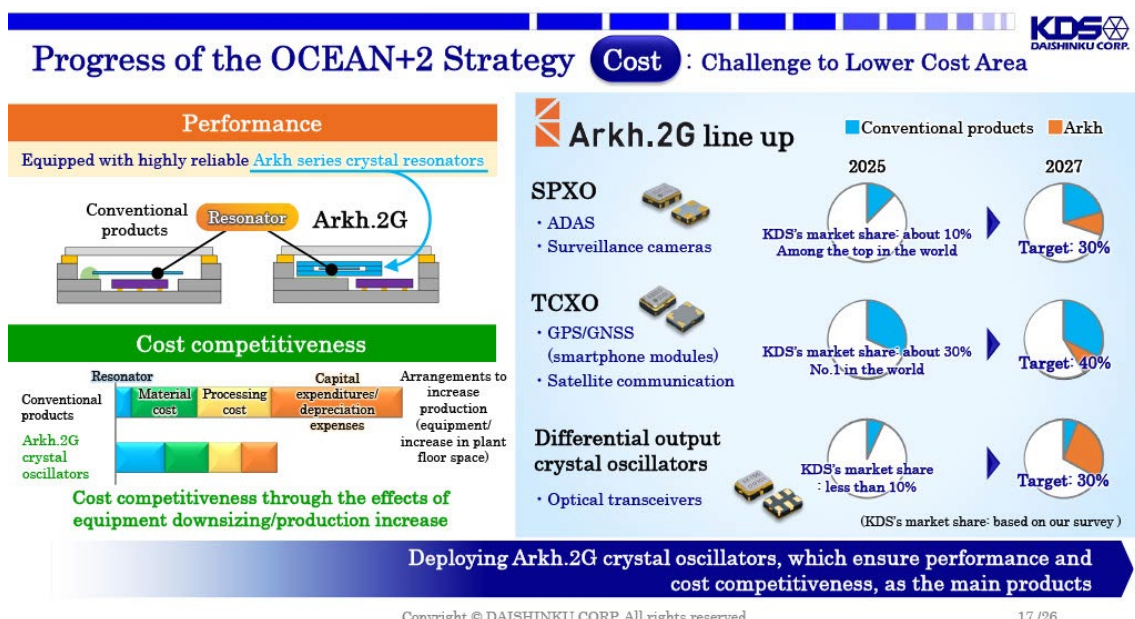 KDS
DAISHINKU CORP.
Progress of the OCEAN+2 Strategy Cost : Challenge to Lower Cost Area
Performance
Equipped with highly reliable Arkh series crystal resonators
Conventional
products
Resonator
Arkh.2G
Cost competitiveness
Resonator
Conventional
products
Material
cost
Processing
cost
Capital
expenditures/
depreciation
expenses
Arrangements to
increase
production
(equipment/
increase in plant
floor space)
Arkh.2G
crystal
oscillators
Cost competitiveness through the effects of
equipment downsizing/production increase
Arkh.2G line up
Conventional products Arkh
2025 2027
SPXO
・ADAS
・Surveillance cameras
KDS's market share: about 10%
Among the top in the world
Target: 30%
TCXO
・GPS/GNSS
(smartphone modules)
・Satellite communication
KDS's market share: about 30%
No.1 in the world
Target: 40%
Differential output
crystal oscillators
・Optical transceivers
KDS's market share
: less than 10%
Target: 30%
(KDS's market share: based on our survey )
Deploying Arkh.2G crystal oscillators, which ensure performance and
cost competitiveness, as the main products
Copyright © DAISHINKU CORP. All rights reserved
17 /26